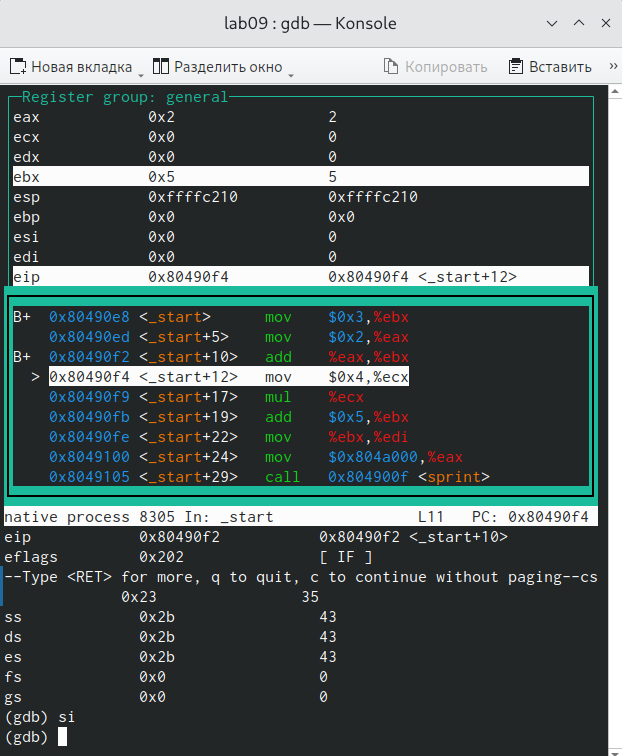 lab09 : gdb — Konsole
Новая вкладка Разделить окно Копировать Вставить »
Register group: general
eax 0x2 2
ecx 0x0 0
edx 0x0 0
ebx 0x5 5
esp 0xffffc210 0xffffc210
ebp 0x0 0x0
esi 0x0 0
edi 0x0 0
eip 0x80490f4 0x80490f4 <_start+12>
B+ 0x80490e8 <_start> mov $0x3,%ebx
0x80490ed <_start+5> mov $0x2,%eax
B+ 0x80490f2 <_start+10> add %eax,%ebx
> 0x80490f4 <_start+12> mov $0x4,%ecx
0x80490f9 <_start+17> mul %ecx
0x80490fb <_start+19> add $0x5,%ebx
0x80490fe <_start+22> mov %ebx,%edi
0x8049100 <_start+24> mov $0x804a000,%eax
0x8049105 <_start+29> call 0x804900f <sprint>
native process 8305 In: _start L11 PC: 0x80490f4
eip 0x80490f2 0x80490f2 <_start+10>
eflags 0x202 [ IF ]
--Type <RET> for more, q to quit, c to continue without paging--cs
0x23 35
ss 0x2b 43
ds 0x2b 43
es 0x2b 43
fs 0x0 0
gs 0x0 0
(gdb) si
(gdb)